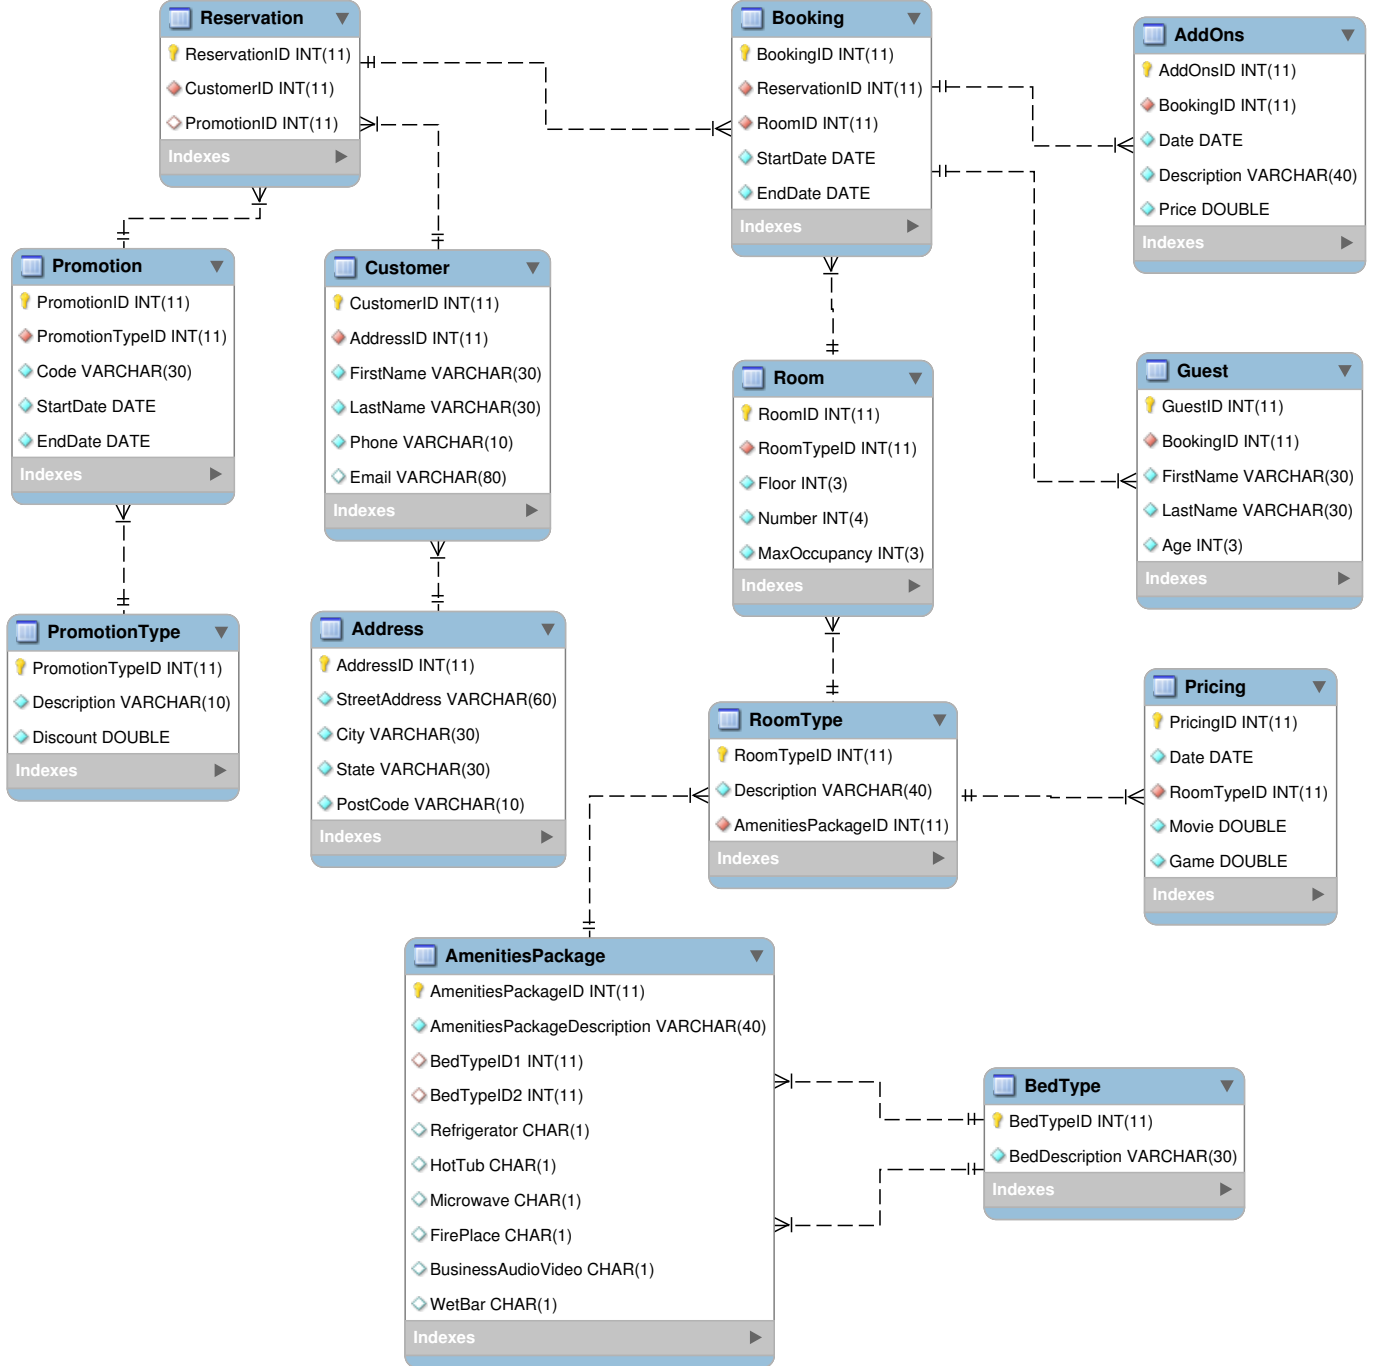 Reservation
ReservationID INT(11)
CustomerID INT(11)
PromotionID INT(11)
Indexes
Booking
BookingID INT(11)
ReservationID INT(11)
RoomID INT(11)
StartDate DATE
EndDate DATE
Indexes
AddOns
AddOnsID INT(11)
BookingID INT(11)
Date DATE
Description VARCHAR(40)
Price DOUBLE
Indexes
Promotion
PromotionID INT(11)
PromotionTypeID INT(11)
Code VARCHAR(30)
StartDate DATE
EndDate DATE
Indexes
Customer
CustomerID INT(11)
AddressID INT(11)
FirstName VARCHAR(30)
LastName VARCHAR(30)
Phone VARCHAR(10)
Email VARCHAR(80)
Indexes
Room
RoomID INT(11)
RoomTypeID INT(11)
Floor INT(3)
Number INT(4)
MaxOccupancy INT(3)
Indexes
Guest
GuestID INT(11)
BookingID INT(11)
FirstName VARCHAR(30)
LastName VARCHAR(30)
Age INT(3)
Indexes
PromotionType
PromotionTypeID INT(11)
Description VARCHAR(10)
Discount DOUBLE
Indexes
Address
AddressID INT(11)
StreetAddress VARCHAR(60)
City VARCHAR(30)
State VARCHAR(30)
PostCode VARCHAR(10)
Indexes
RoomType
RoomTypeID INT(11)
Description VARCHAR(40)
AmenitiesPackageID INT(11)
Indexes
Pricing
PricingID INT(11)
Date DATE
RoomTypeID INT(11)
Movie DOUBLE
Game DOUBLE
Indexes
AmenitiesPackage
AmenitiesPackageID INT(11)
AmenitiesPackageDescription VARCHAR(40)
BedTypeID1 INT(11)
BedTypeID2 INT(11)
Refrigerator CHAR(1)
HotTub CHAR(1)
Microwave CHAR(1)
FirePlace CHAR(1)
BusinessAudioVideo CHAR(1)
WetBar CHAR(1)
Indexes
BedType
BedTypeID INT(11)
BedDescription VARCHAR(30)
Indexes